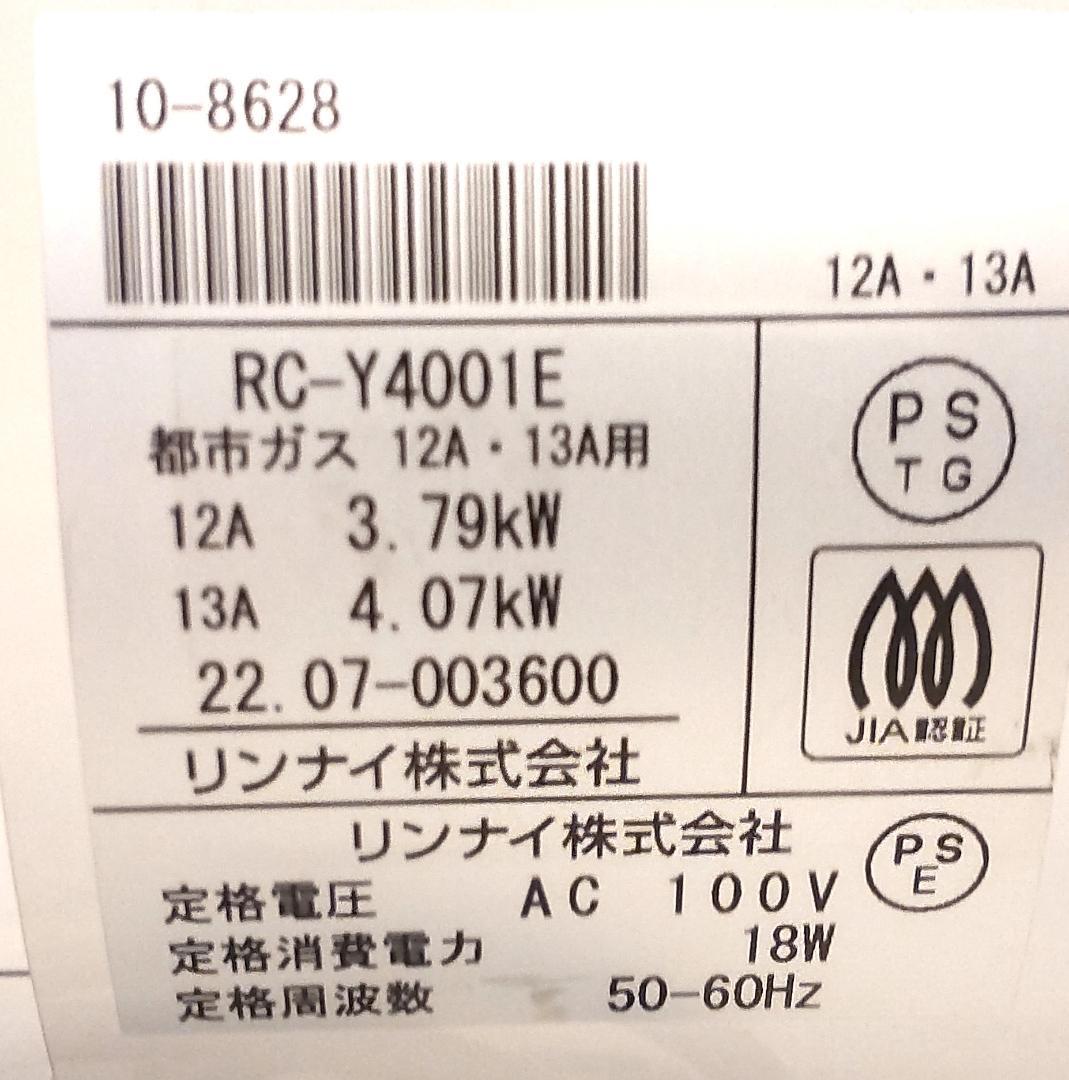 10-8628
12A・13A
RC-Y4001E
都市ガス 12A・13A用
12A 3.79kW
13A 4.07kW
22.07-003600
リンナイ株式会社
PS
TG
JIA認証
リンナイ株式会社
PS
E
定格電圧 AC 100V
定格消費電力 18W
定格周波数 50-60Hz